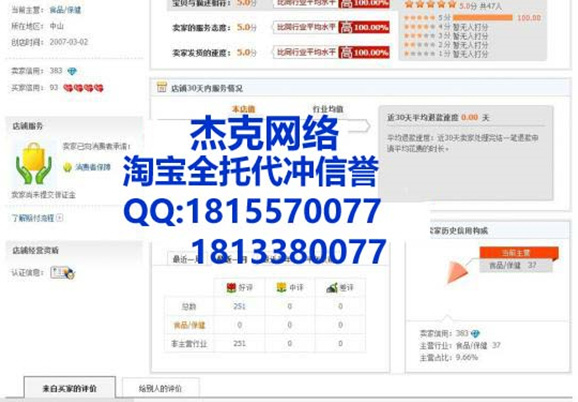 当前主营： 食品/保健
所在地区： 中山
创店时间： 2007-03-02
卖家信用： 383
买家信用： 93
店铺服务
卖家已向消费者承诺：
消费者保障
卖家尚未提交保证金
了解赔付流程
店铺经营资质
认证信息：
宝贝与描述相符： 5.0分 比同行业平均水平 高 100.00%
卖家的服务态度： 5.0分 比同行业平均水平 高 100.00%
卖家发货的速度： 5.0分 比同行业平均水平 高 100.00%
5.0分 共47人
5 分 100.00
4 分 暂无人打分
3 分 暂无人打分
2 分 暂无人打分
1 分 暂无人打分
店铺30天内服务情况
本店值 行业均值
近30天平均退款速度 0.00 天
平均退款速度：近30天卖家处理完结一笔退款申
请平均花费的时长。
杰克网络
淘宝全托代冲信誉
QQ:1815570077
1813380077
最近一
好评 中评 差评
总数 251 0 0
食品/保健 0 0 0
非主营行业 251 0 0
卖家历史信用构成
当前主营
食品/保健 37
卖家信用：383
主营行业：食品/保健 37
主营占比：9.66%
来自买家的评价 给别人的评价